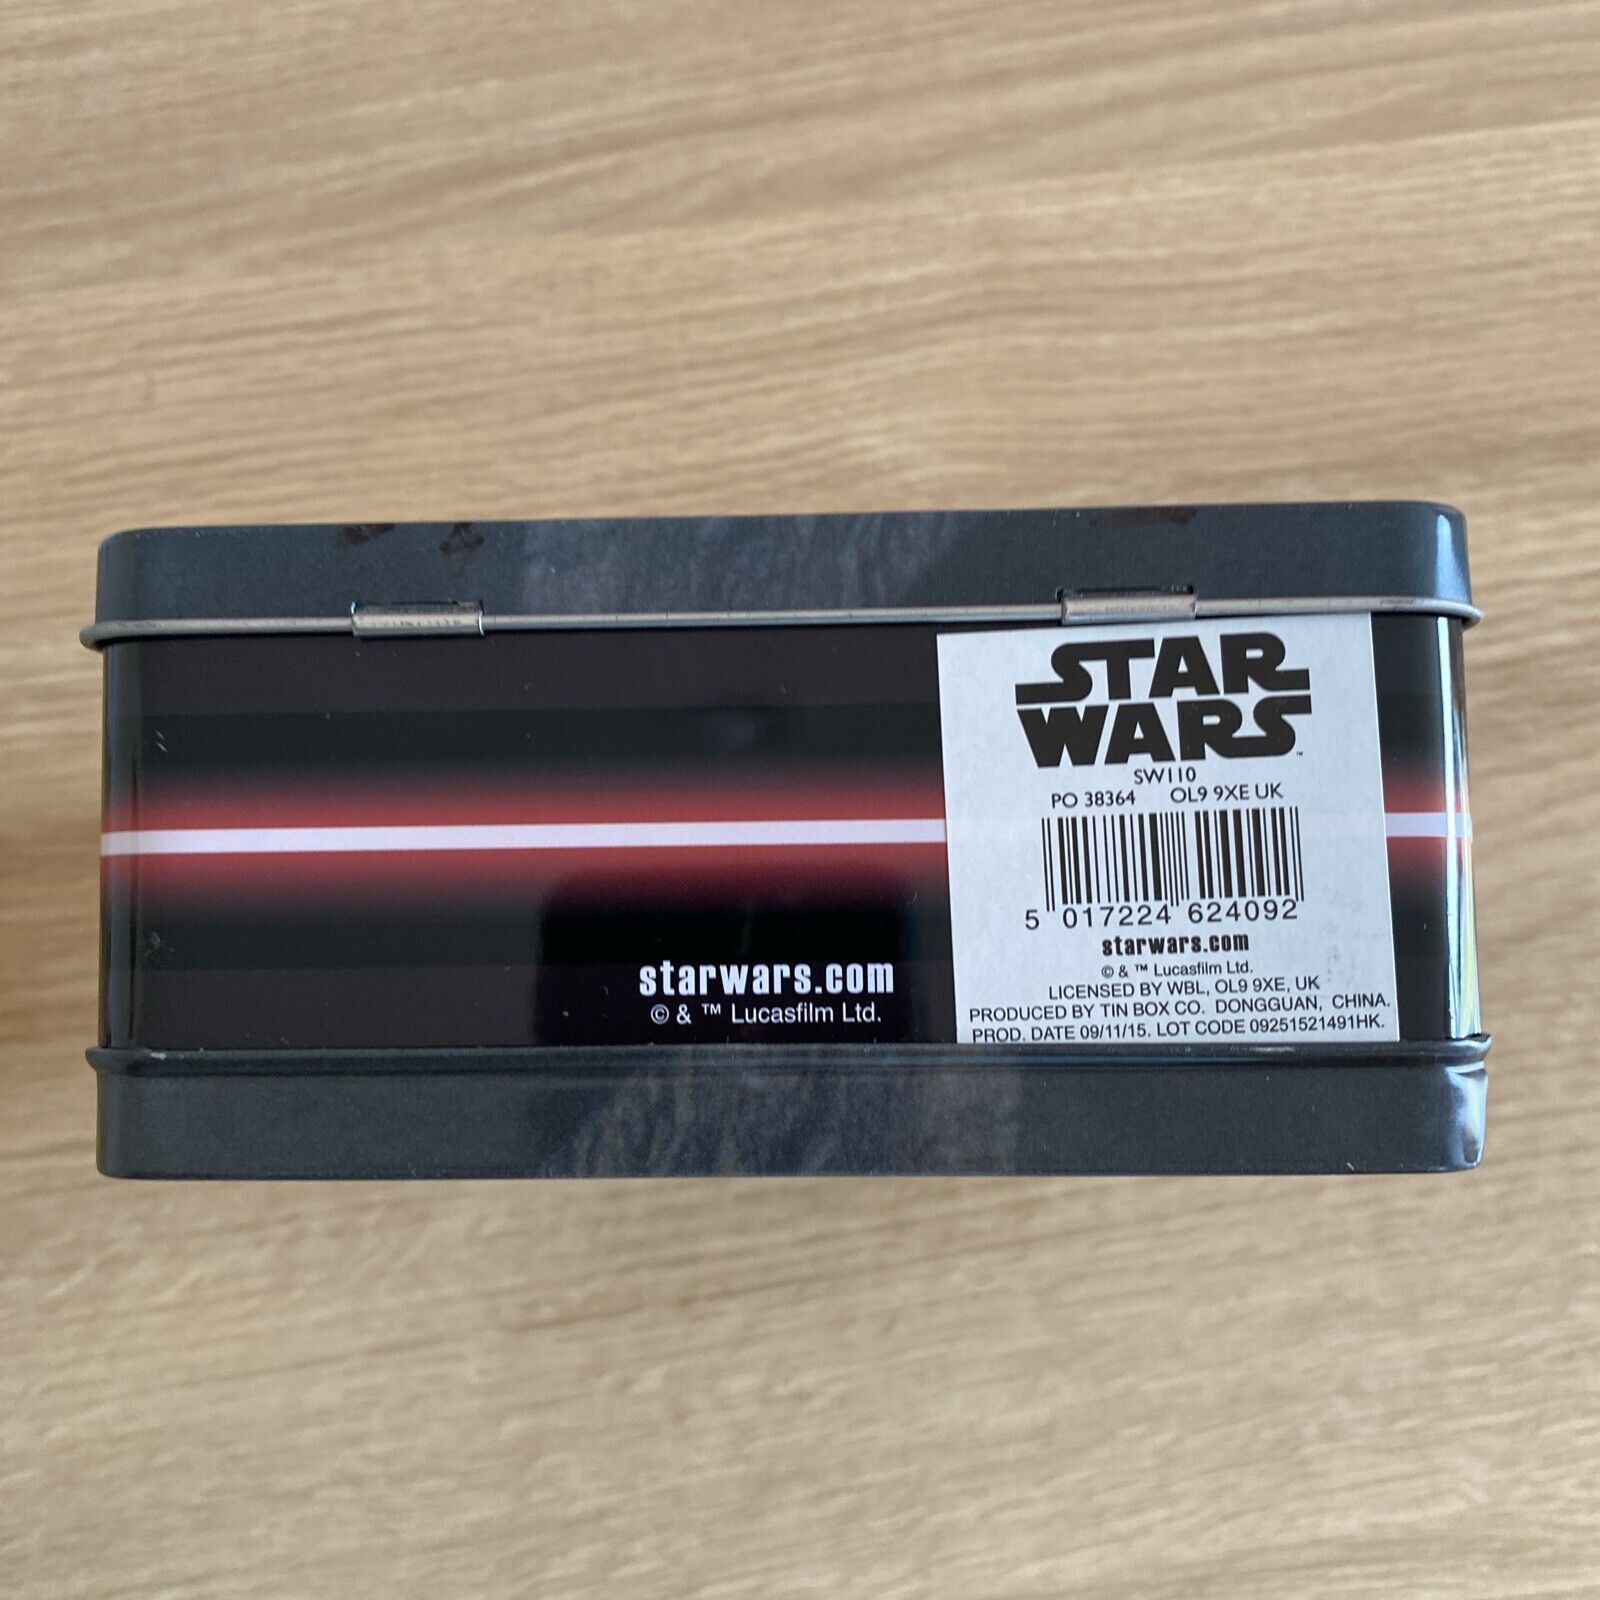 STAR
WARS™
SW110
PO 38364 OL9 9XE UK
5 017224 624092
starwars.com
© & ™ Lucasfilm Ltd.
LICENSED BY WBL, OL9 9XE, UK
PRODUCED BY TIN BOX CO. DONGGUAN, CHINA.
PROD. DATE 09/11/15. LOT CODE 09251521491HK.
starwars.com
© & ™ Lucasfilm Ltd.